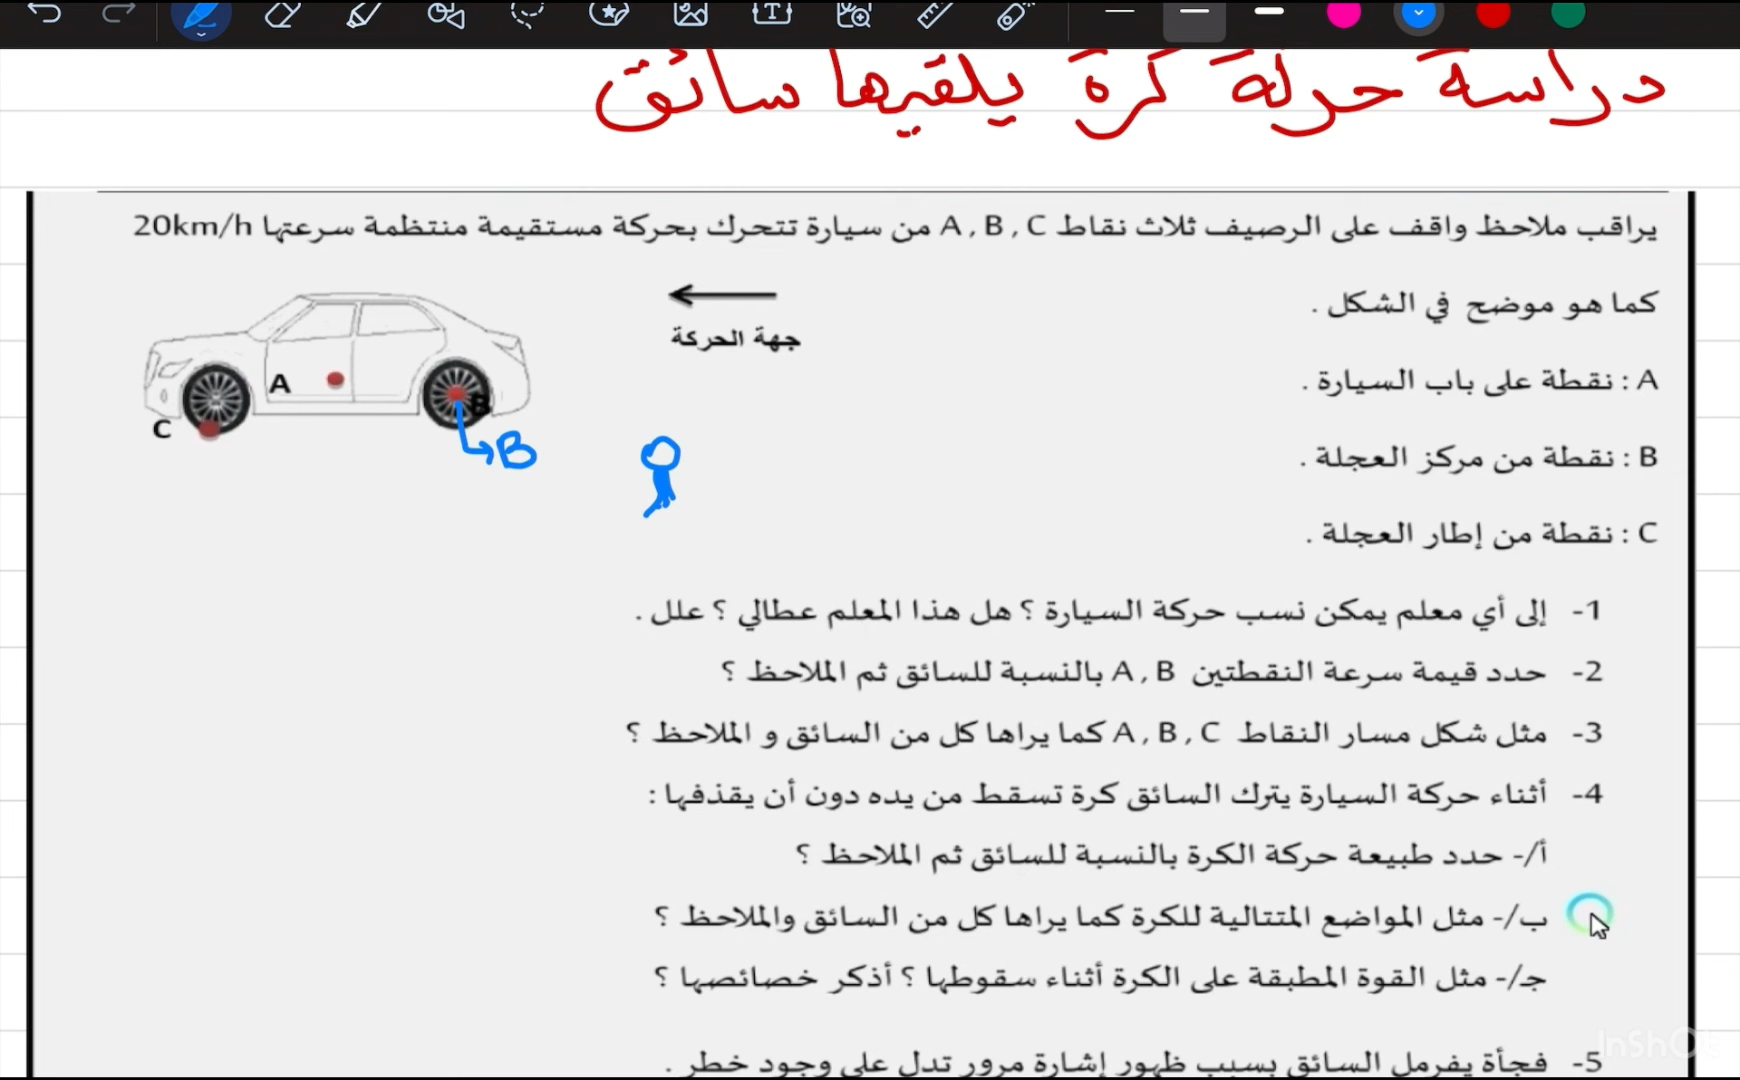 دراسة حركة كرة يلقيها سائق
يراقب ملاحظ واقف على الرصيف ثلاث نقاط A , B , C من سيارة تتحرك بحركة مستقيمة منتظمة سرعتها 20km/h
كما هو موضح في الشكل .
جهة الحركة
A : نقطة على باب السيارة .
B : نقطة من مركز العجلة .
C : نقطة من إطار العجلة .
A
B
C
B
1- إلى أي معلم يمكن نسب حركة السيارة ؟ هل هذا المعلم عطالي ؟ علل .
2- حدد قيمة سرعة النقطتين A , B بالنسبة للسائق ثم الملاحظ ؟
3- مثل شكل مسار النقاط A , B , C كما يراها كل من السائق و الملاحظ ؟
4- أثناء حركة السيارة يترك السائق كرة تسقط من يده دون أن يقذفها :
أ/- حدد طبيعة حركة الكرة بالنسبة للسائق ثم الملاحظ ؟
ب/- مثل المواضع المتتالية للكرة كما يراها كل من السائق والملاحظ ؟
جـ/- مثل القوة المطبقة على الكرة أثناء سقوطها ؟ أذكر خصائصها ؟
5- فجأة يفرمل السائق بسبب ظهور إشارة مرور تدل على وجود خطر .